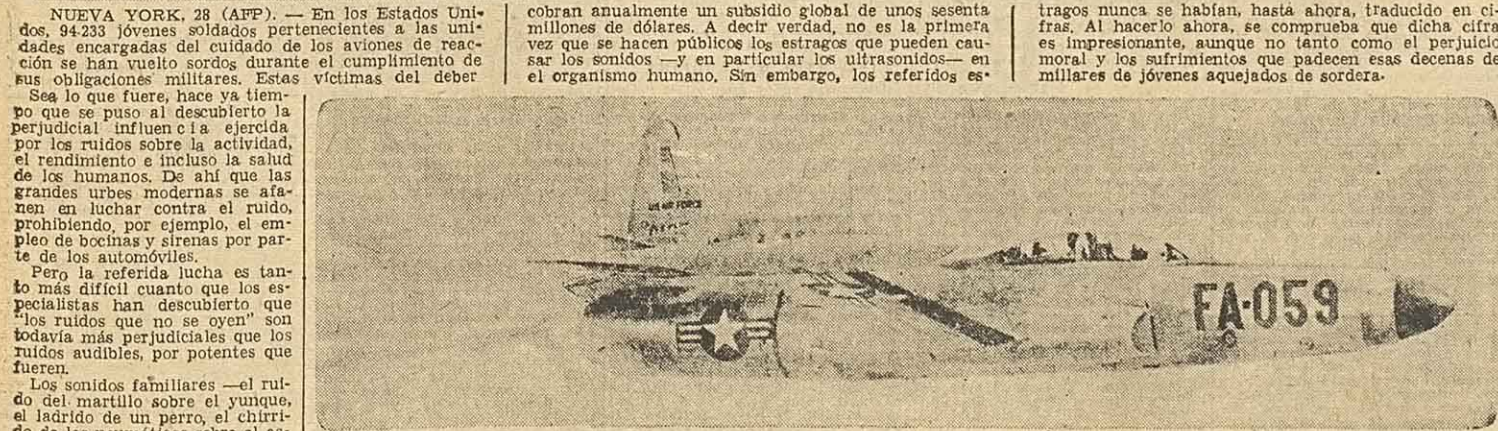 NUEVA YORK, 28 (AFP). — En los Estados Uni-
dos, 94-233 jóvenes soldados pertenecientes a las uni-
dades encargadas del cuidado de los aviones de reac-
ción se han vuelto sordos durante el cumplimiento de
sus obligaciones militares. Estas víctimas del deber
cobran anualmente un subsidio global de unos sesenta
millones de dólares. A decir verdad, no es la primera
vez que se hacen públicos los estragos que pueden cau-
sar los sonidos —y en particular los ultrasonidos— en
el organismo humano. Sin embargo, los referidos es-
tragos nunca se habían, hasta ahora, traducido en ci-
fras. Al hacerlo ahora, se comprueba que dicha cifra
es impresionante, aunque no tanto como el perjuicio
moral y los sufrimientos que padecen esas decenas de
millares de jóvenes aquejados de sordera.
Sea lo que fuere, hace ya tiem-
po que se puso al descubierto la
perjudicial influencia ejercida
por los ruidos sobre la actividad,
el rendimiento e incluso la salud
de los humanos. De ahí que las
grandes urbes modernas se afa-
nen en luchar contra el ruido,
prohibiendo, por ejemplo, el em-
pleo de bocinas y sirenas por par-
te de los automóviles.
Pero la referida lucha es tan-
to más difícil cuanto que los es-
pecialistas han descubierto que
"los ruidos que no se oyen" son
todavía más perjudiciales que los
ruidos audibles, por potentes que
fueren.
Los sonidos familiares —el rui-
do del martillo sobre el yunque,
el ladrido de un perro, el chirri-
US AIR FORCE
FA-059